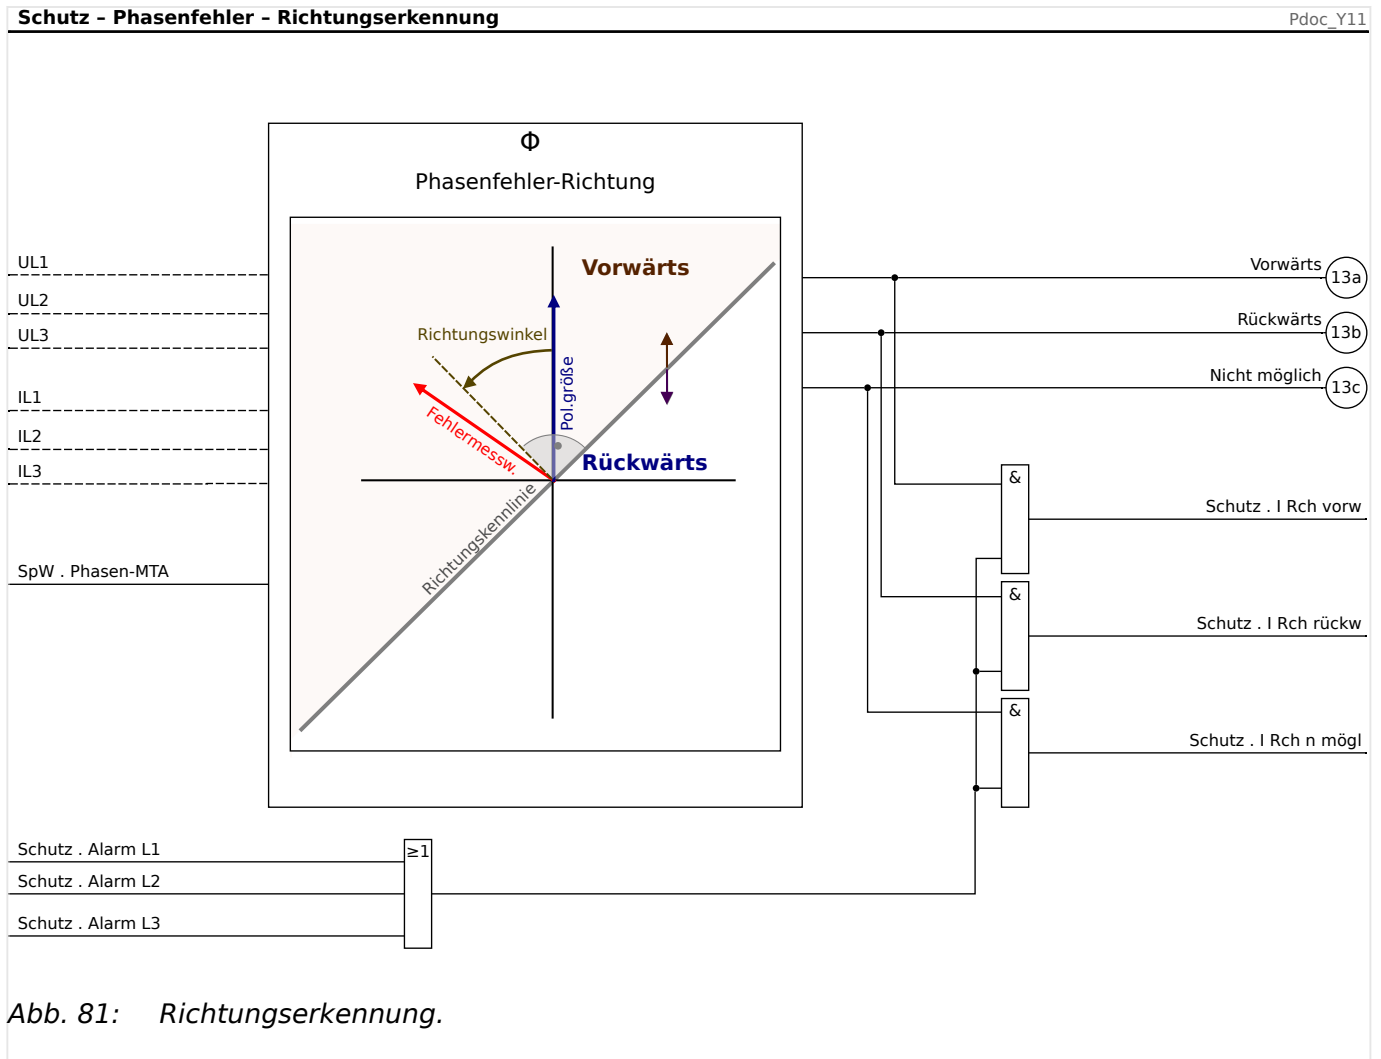 Schutz – Phasenfehler – Richtungserkennung
Pdoc_Y11
Φ
Phasenfehler-Richtung
UL1
UL2
UL3
IL1
IL2
IL3
SpW . Phasen-MTA
Vorwärts
Richtungswinkel
Pol.größe
Fehlermessw.
Rückwärts
Richtungskennlinie
Vorwärts
13a
Rückwärts
13b
Nicht möglich
13c
&
Schutz . I Rch vorw
&
Schutz . I Rch rückw
&
Schutz . I Rch n mögl
Schutz . Alarm L1
≥1
Schutz . Alarm L2
Schutz . Alarm L3
Abb. 81: Richtungserkennung.